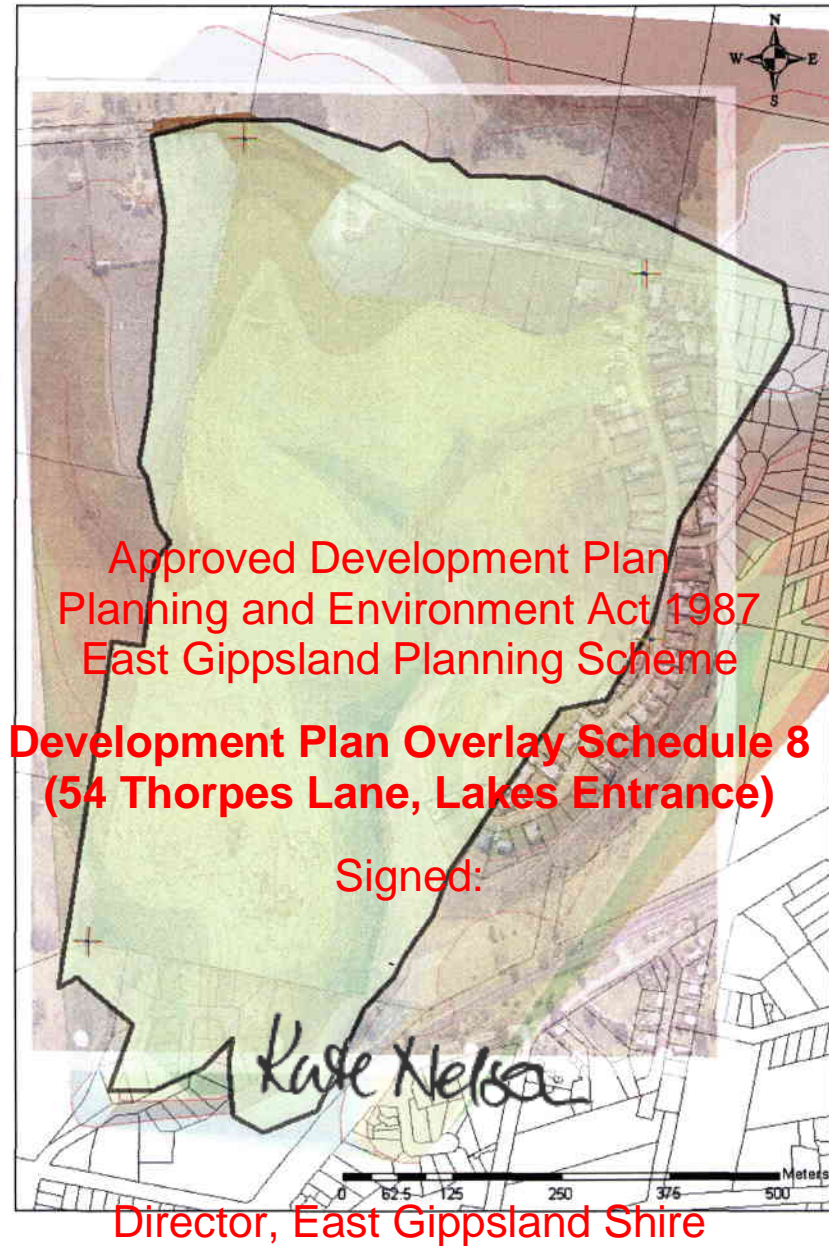 N
W E
S
Approved Development Plan
Planning and Environment Act 1987
East Gippsland Planning Scheme
Development Plan Overlay Schedule 8
(54 Thorpes Lane, Lakes Entrance)
Signed:
Kate Nelson
Meters
0 62.5 125 250 375 500
Director, East Gippsland Shire